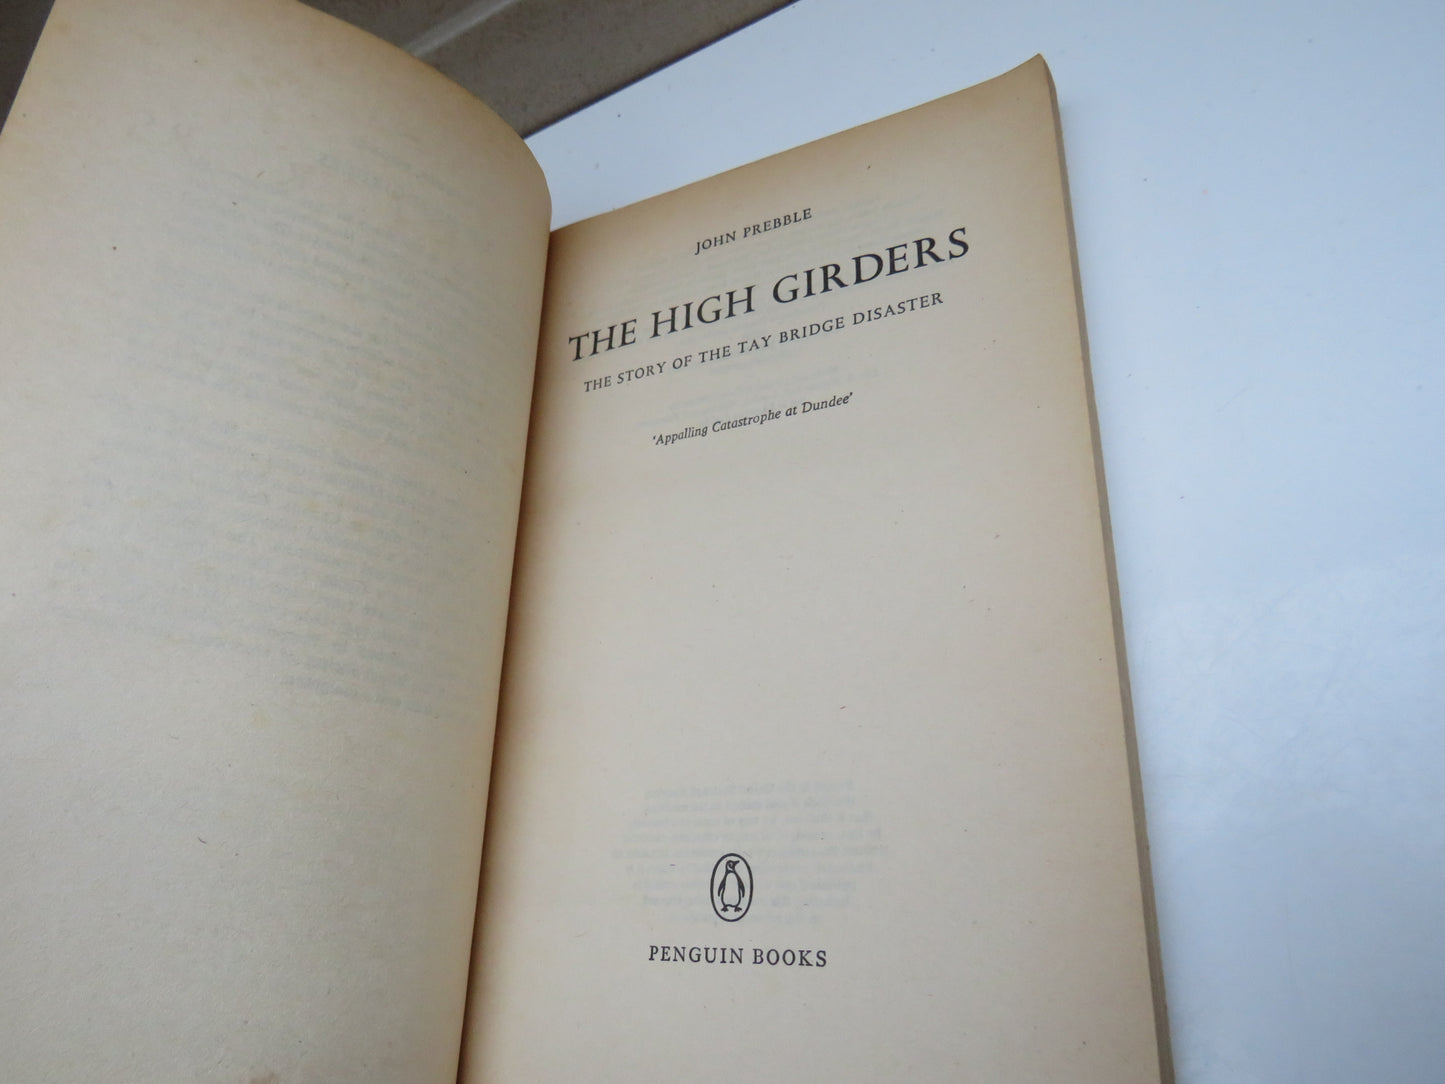 JOHN PREBBLE
THE HIGH GIRDERS
THE STORY OF THE TAY BRIDGE DISASTER
‘Appalling Catastrophe at Dundee’
PENGUIN BOOKS